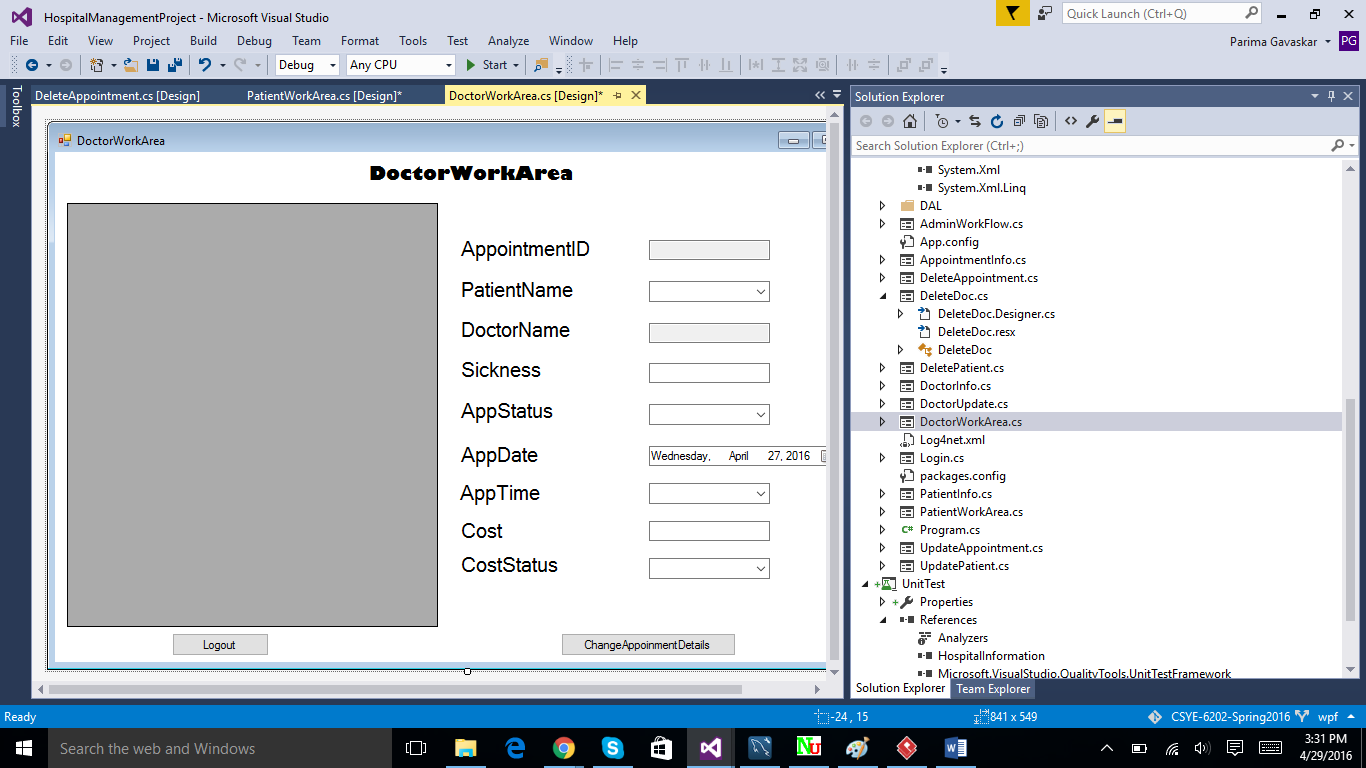 HospitalManagementProject - Microsoft Visual Studio
Quick Launch (Ctrl+Q)
File Edit View Project Build Debug Team Format Tools Test Analyze Window Help
Parima Gavaskar PG
Debug Any CPU Start
Toolbox
DeleteAppointment.cs [Design] PatientWorkArea.cs [Design]* DoctorWorkArea.cs [Design]*
DoctorWorkArea
DoctorWorkArea
AppointmentID
PatientName
DoctorName
Sickness
AppStatus
AppDate Wednesday, April 27, 2016
AppTime
Cost
CostStatus
Logout ChangeAppoinmentDetails
Solution Explorer
Search Solution Explorer (Ctrl+;)
System.Xml
System.Xml.Linq
DAL
AdminWorkFlow.cs
App.config
AppointmentInfo.cs
DeleteAppointment.cs
DeleteDoc.cs
DeleteDoc.Designer.cs
DeleteDoc.resx
DeleteDoc
DeletePatient.cs
DoctorInfo.cs
DoctorUpdate.cs
DoctorWorkArea.cs
Log4net.xml
Login.cs
packages.config
PatientInfo.cs
PatientWorkArea.cs
C# Program.cs
UpdateAppointment.cs
UpdatePatient.cs
UnitTest
Properties
References
Analyzers
HospitalInformation
Microsoft.VisualStudio.QualityTools.UnitTestFramework
Solution Explorer Team Explorer
Ready -24 , 15 841 x 549 CSYE-6202-Spring2016 wpf
Search the web and Windows
Nu
3:31 PM
4/29/2016